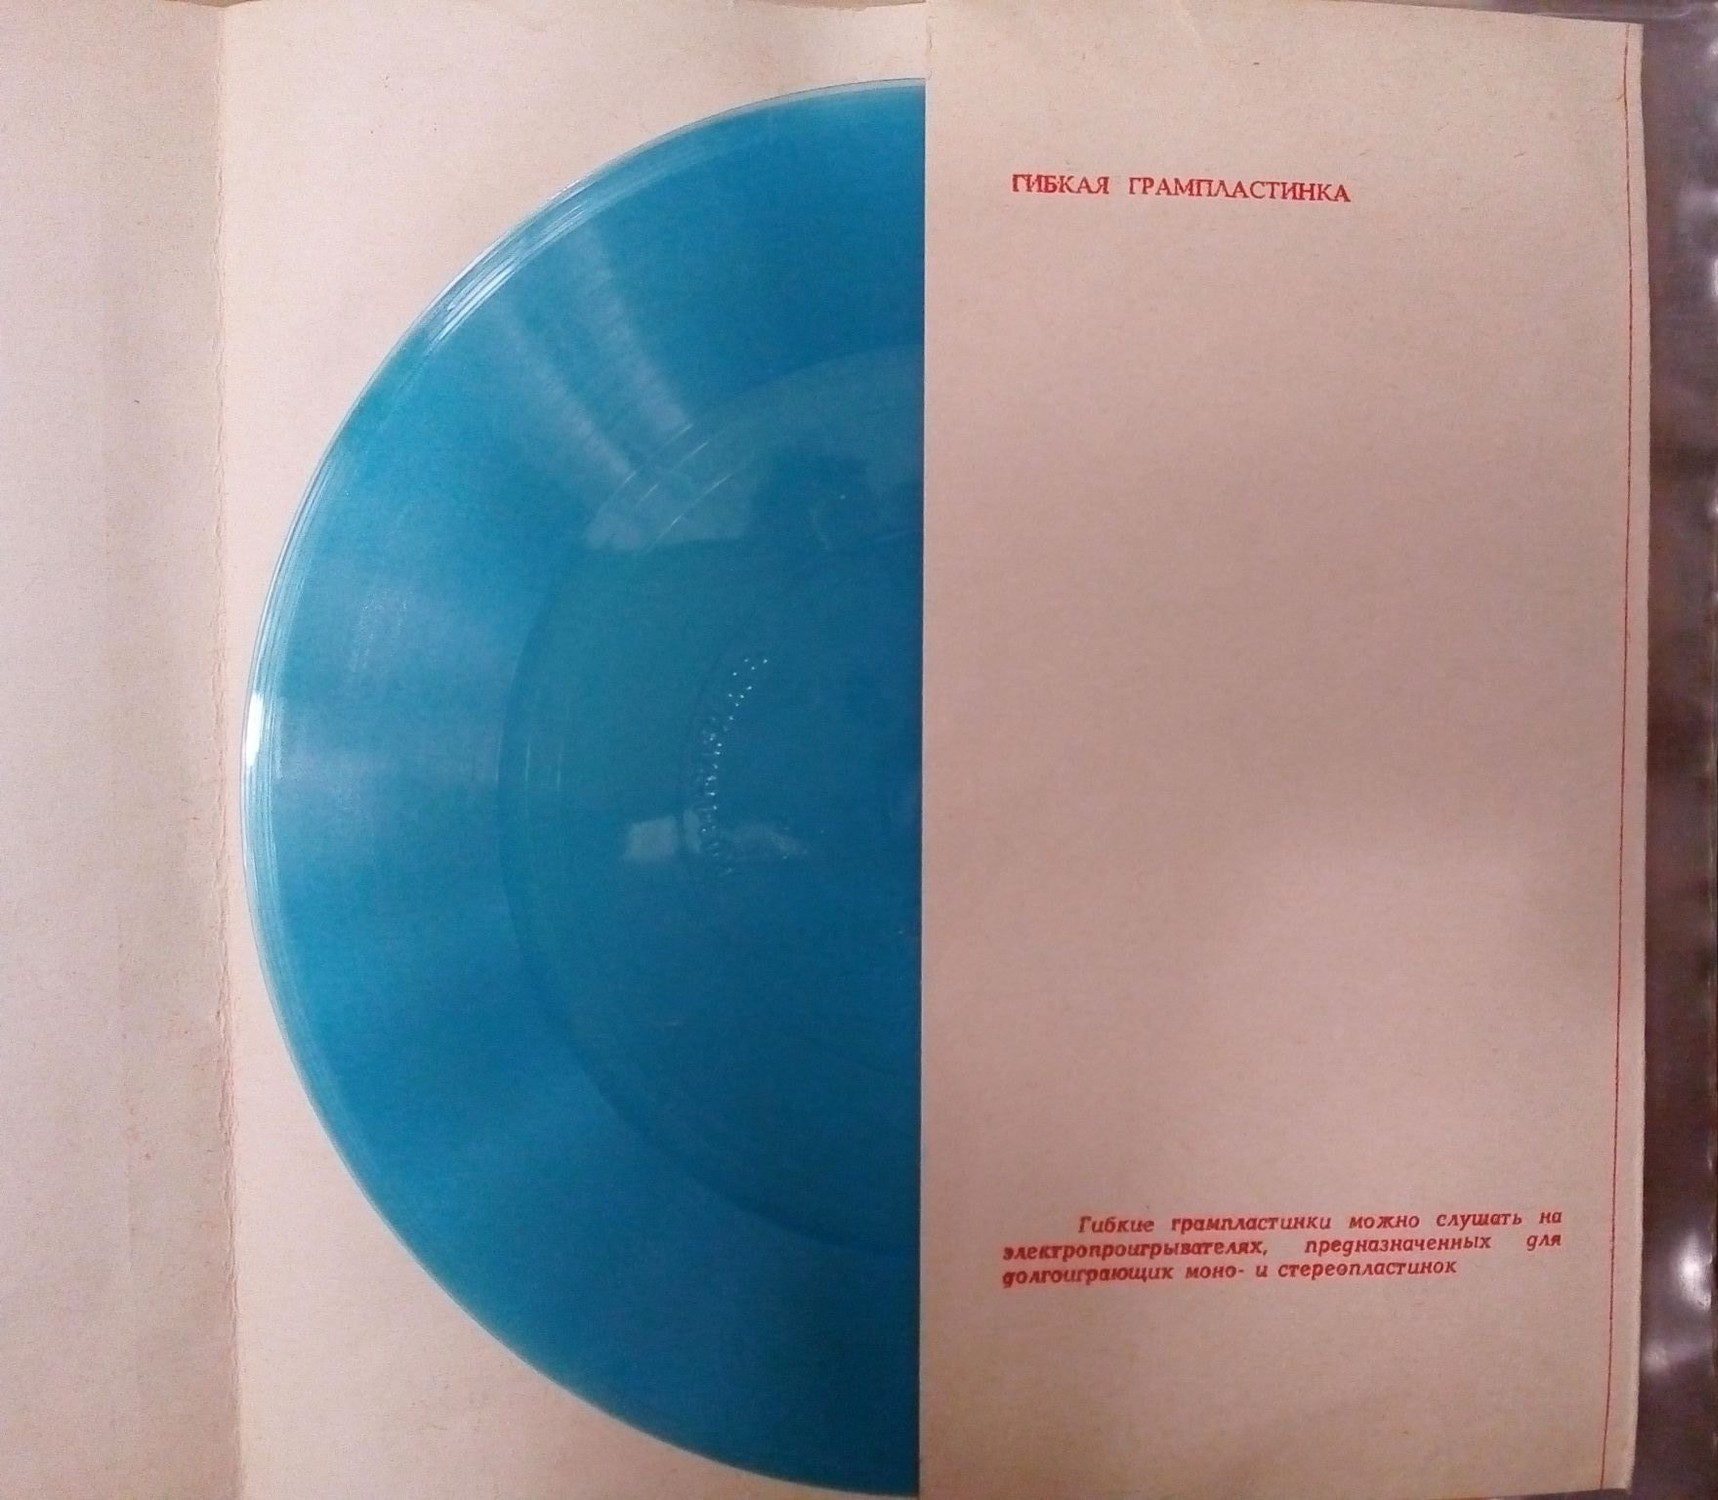 ГИБКАЯ ГРАМПЛАСТИНКА
Гибкие грампластинки можно слушать на
электропроигрывателях, предназначенных для
долгоиграющих моно- и стереопластинок